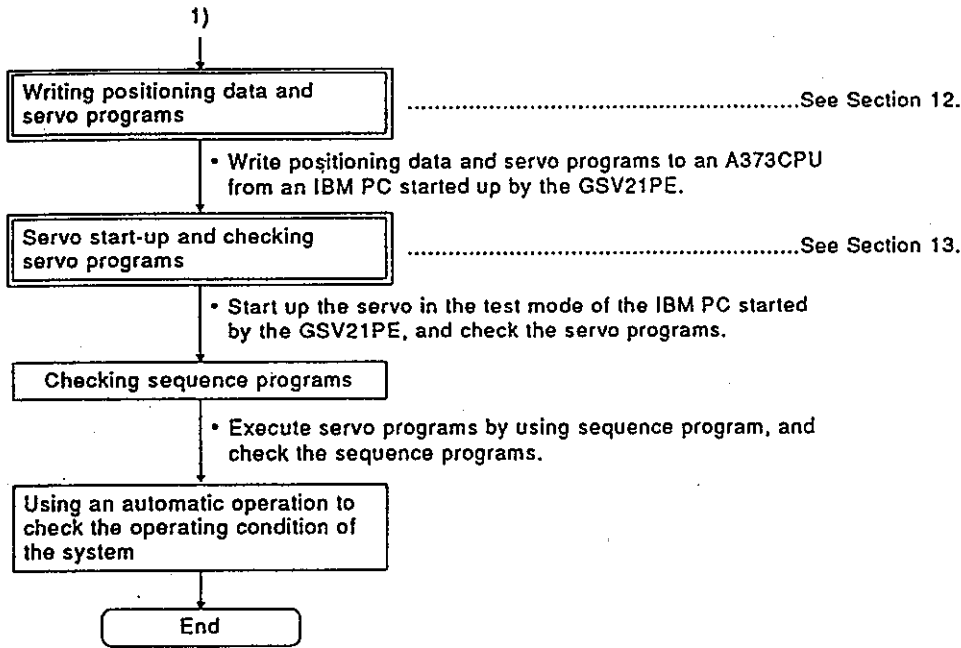 1)
Writing positioning data and
servo programs
..........................................................See Section 12.
• Write positioning data and servo programs to an A373CPU
from an IBM PC started up by the GSV21PE.
Servo start-up and checking
servo programs
..........................................................See Section 13.
• Start up the servo in the test mode of the IBM PC started
by the GSV21PE, and check the servo programs.
Checking sequence programs
• Execute servo programs by using sequence program, and
check the sequence programs.
Using an automatic operation to
check the operating condition of
the system
End